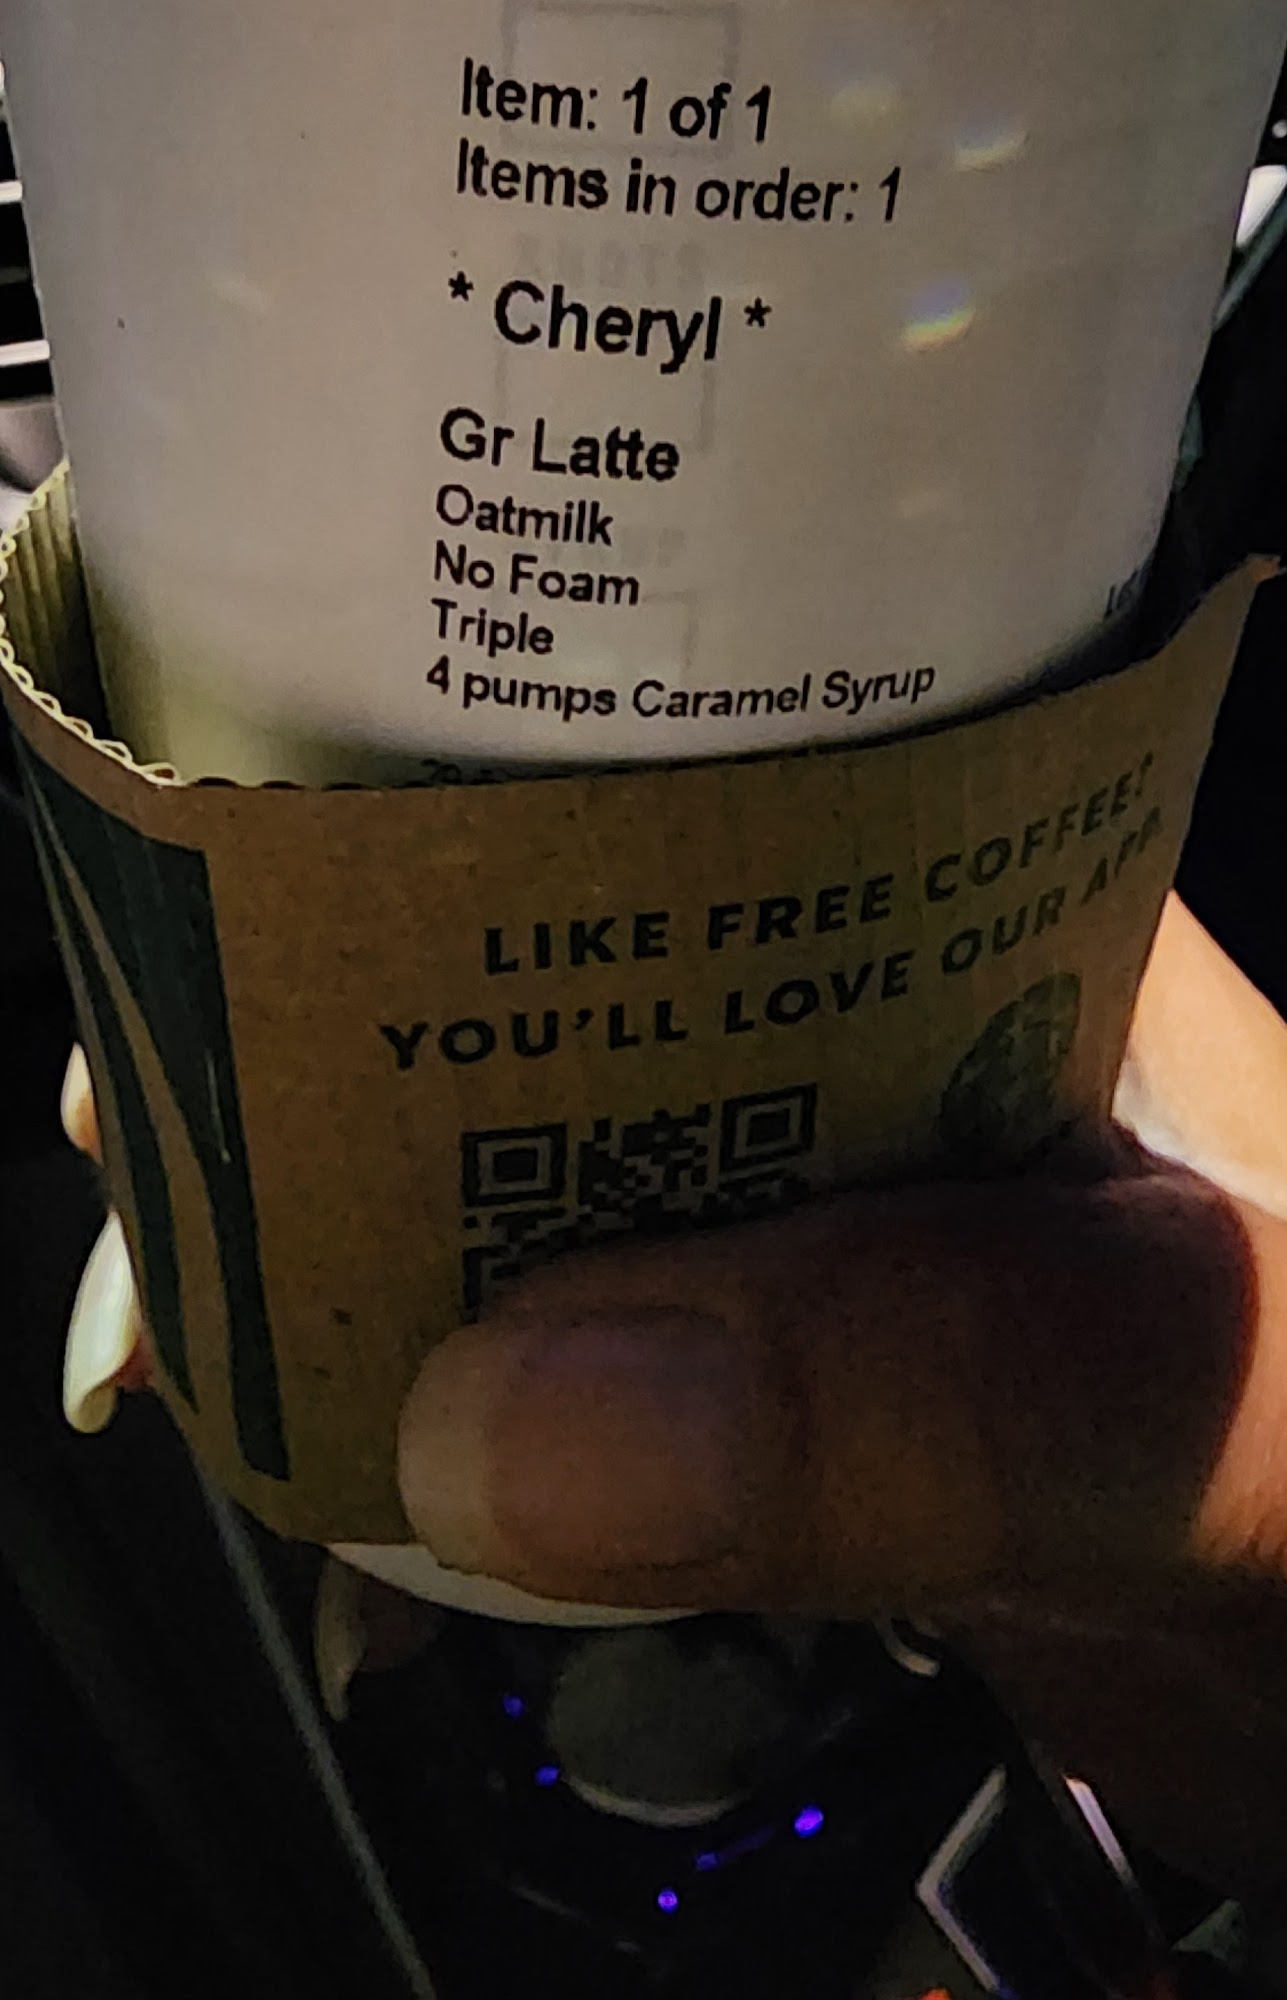 Item: 1 of 1
Items in order: 1
* Cheryl *
Gr Latte
Oatmilk
No Foam
Triple
4 pumps Caramel Syrup
LIKE FREE COFFEE?
YOU'LL LOVE OUR APP.